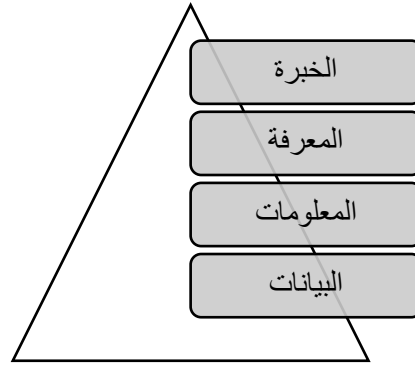 الخبرة
المعرفة
المعلومات
البيانات